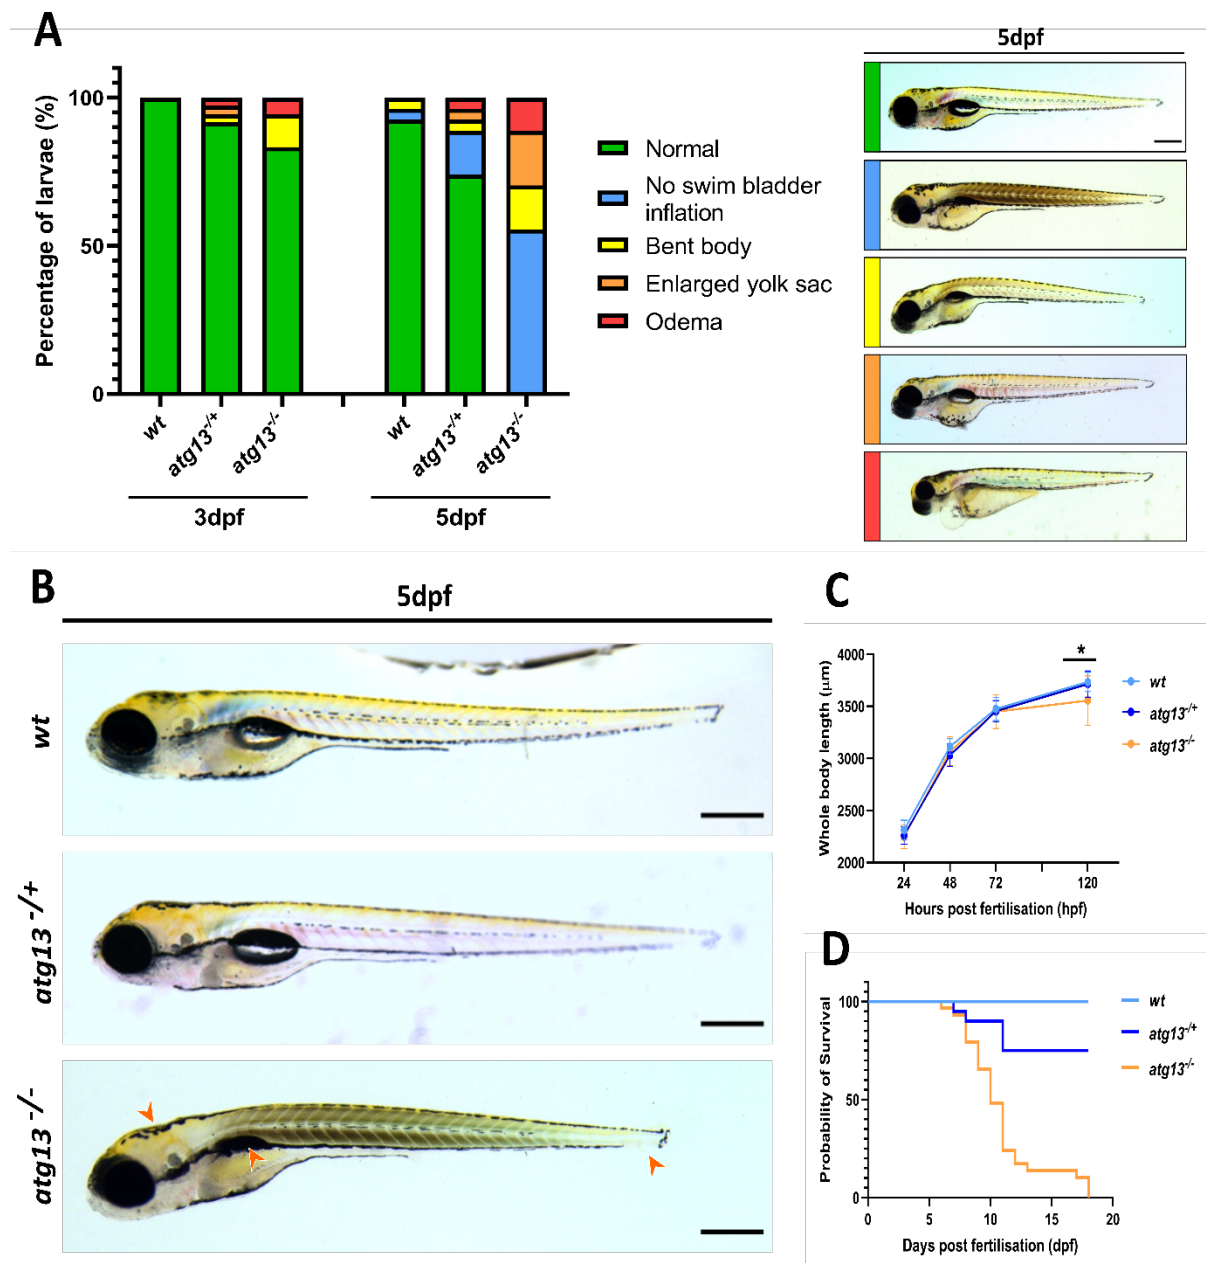 A
5dpf
Percentage of larvae (%)
100
50
0
wt
atg13-/+
atg13-/-
wt
atg13-/+
atg13-/-
3dpf
5dpf
Normal
No swim bladder
inflation
Bent body
Enlarged yolk sac
Odema
B
5dpf
wt
atg13-/+
atg13-/-
C
Whole body length (µm)
4000
3500
3000
2500
2000
24
48
72
120
Hours post fertilisation (hpf)
*
wt
atg13-/+
atg13-/-
D
Probability of Survival
100
50
0
0
5
10
15
20
Days post fertilisation (dpf)
wt
atg13-/+
atg13-/-